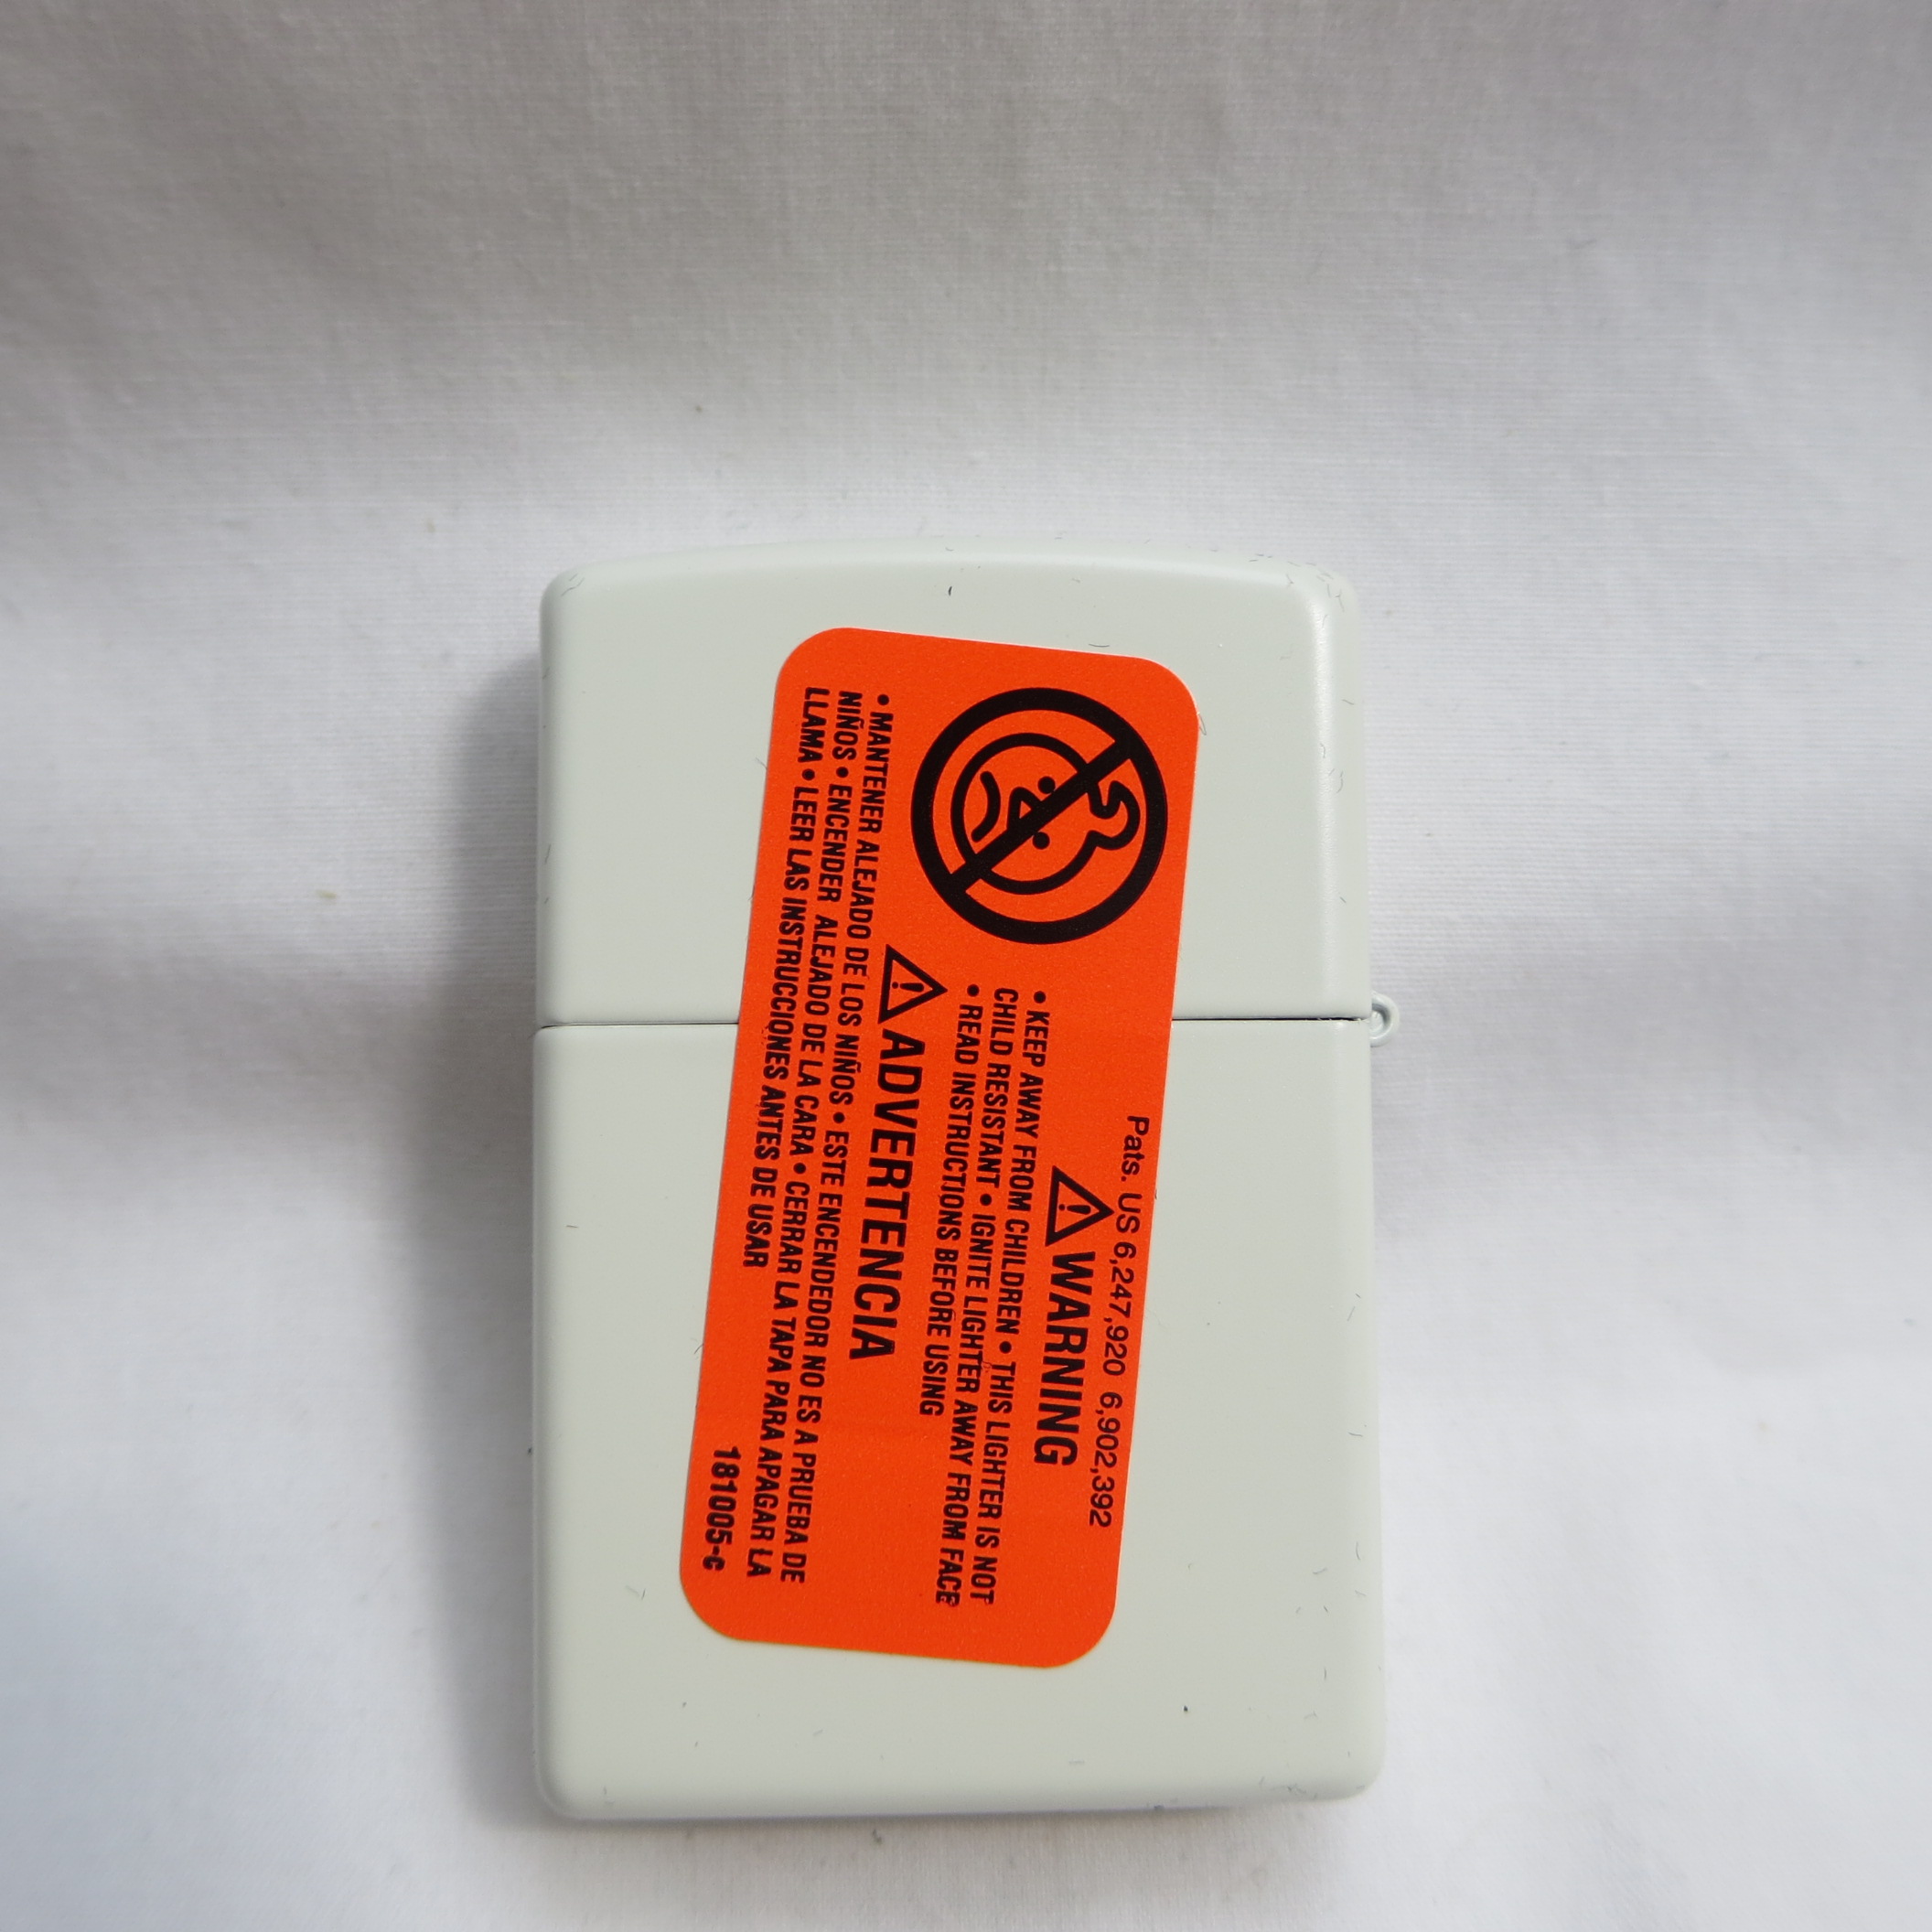 Pats. US 6,247,920 6,902,392
WARNING
• KEEP AWAY FROM CHILDREN • THIS LIGHTER IS NOT
CHILD RESISTANT • IGNITE LIGHTER AWAY FROM FACE
• READ INSTRUCTIONS BEFORE USING
ADVERTENCIA
• MANTENER ALEJADO DE LOS NIÑOS • ESTE ENCENDEDOR NO ES A PRUEBA DE
NIÑOS • ENCENDER ALEJADO DE LA CARA • CERRAR LA TAPA PARA APAGAR LA
LLAMA • LEER LAS INSTRUCCIONES ANTES DE USAR
181005-c